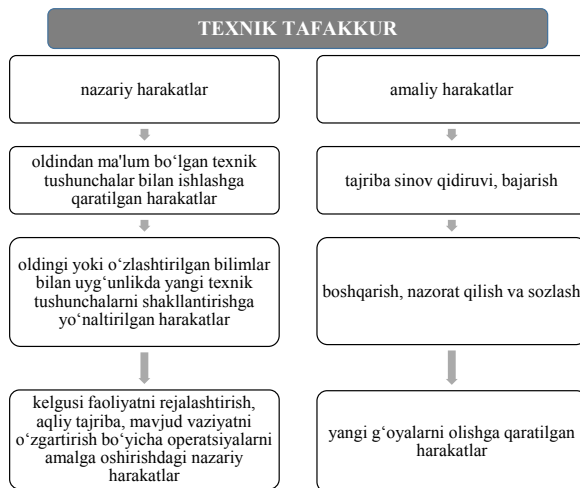 TEXNIK TAFAKKUR
nazariy harakatlar
oldindan ma'lum bo‘lgan texnik
tushunchalar bilan ishlashga
qaratilgan harakatlar
oldingi yoki o‘zlashtirilgan bilimlar
bilan uyg‘unlikda yangi texnik
tushunchalarni shakllantirishga
yo‘naltirilgan harakatlar
kelgusi faoliyatni rejalashtirish,
aqliy tajriba, mavjud vaziyatni
o‘zgartirish bo‘yicha operatsiyalarni
amalga oshirishdagi nazariy
harakatlar
amaliy harakatlar
tajriba sinov qidiruvi, bajarish
boshqarish, nazorat qilish va sozlash
yangi g‘oyalarni olishga qaratilgan
harakatlar